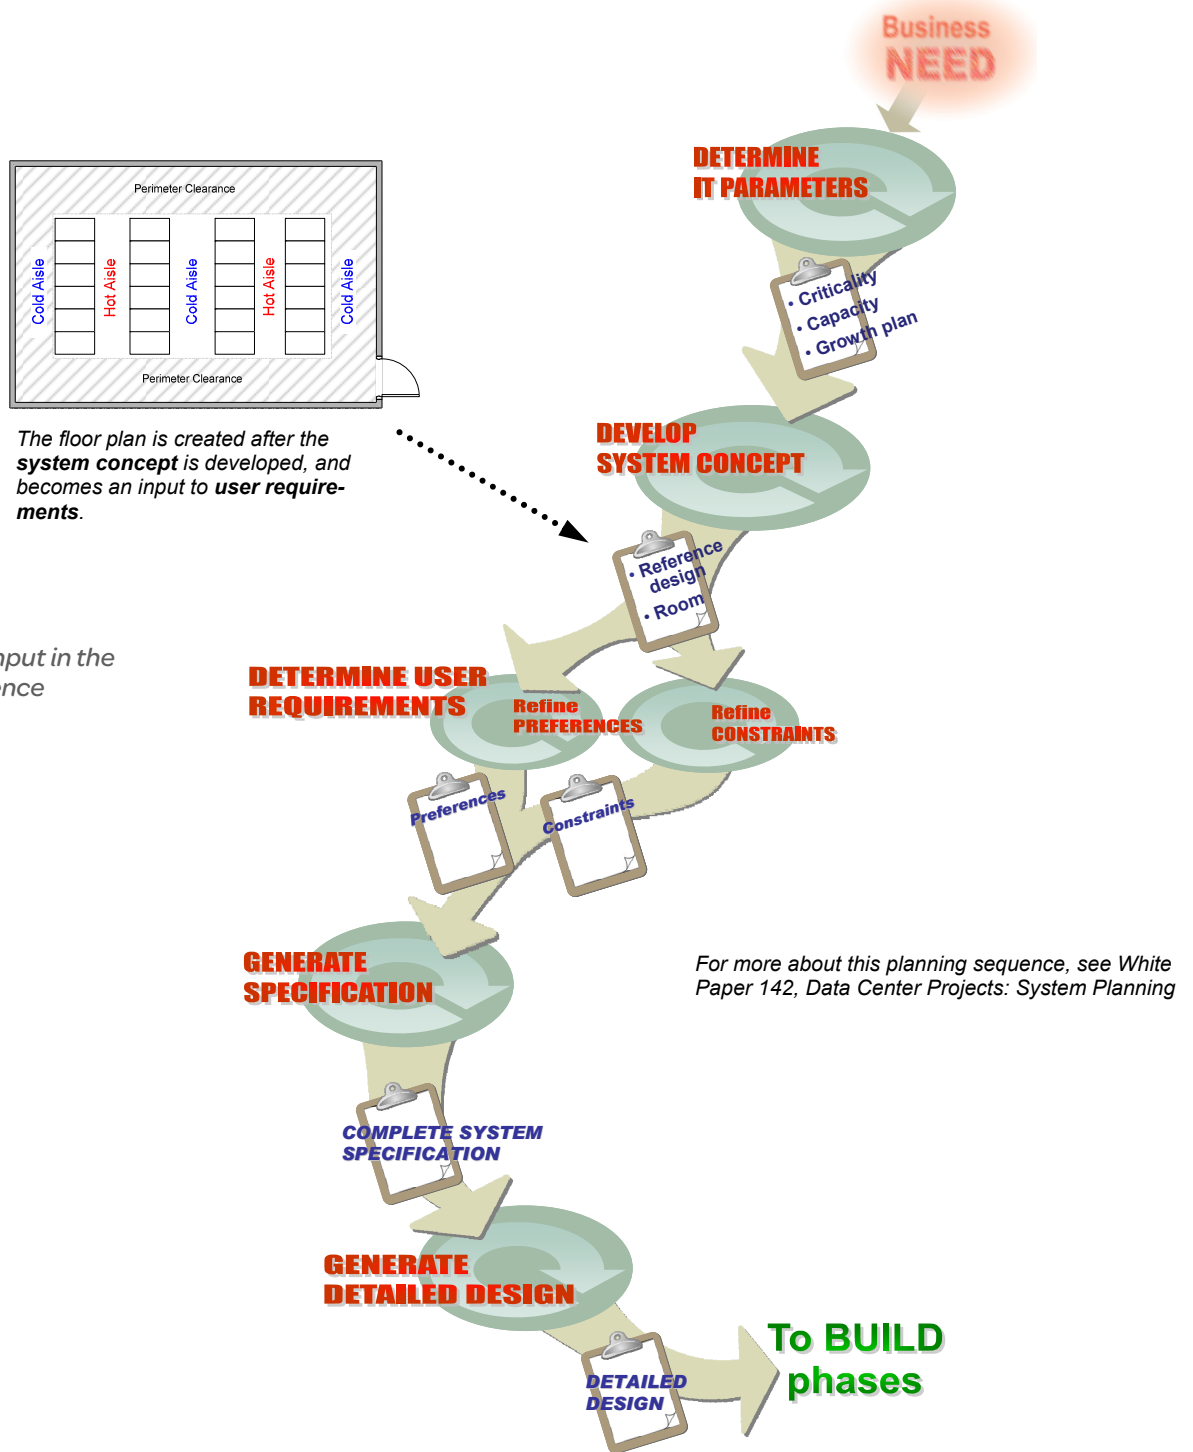 Business
NEED
DETERMINE
IT PARAMETERS
• Criticality
• Capacity
• Growth plan
Perimeter Clearance
Cold Aisle
Hot Aisle
Cold Aisle
Hot Aisle
Cold Aisle
Perimeter Clearance
The floor plan is created after the
system concept is developed, and
becomes an input to user require-
ments.
DEVELOP
SYSTEM CONCEPT
• Reference
design
• Room
nput in the
ence
DETERMINE USER
REQUIREMENTS
Refine
PREFERENCES
Refine
CONSTRAINTS
Preferences
Constraints
GENERATE
SPECIFICATION
For more about this planning sequence, see White
Paper 142, Data Center Projects: System Planning
COMPLETE SYSTEM
SPECIFICATION
GENERATE
DETAILED DESIGN
DETAILED
DESIGN
To BUILD
phases